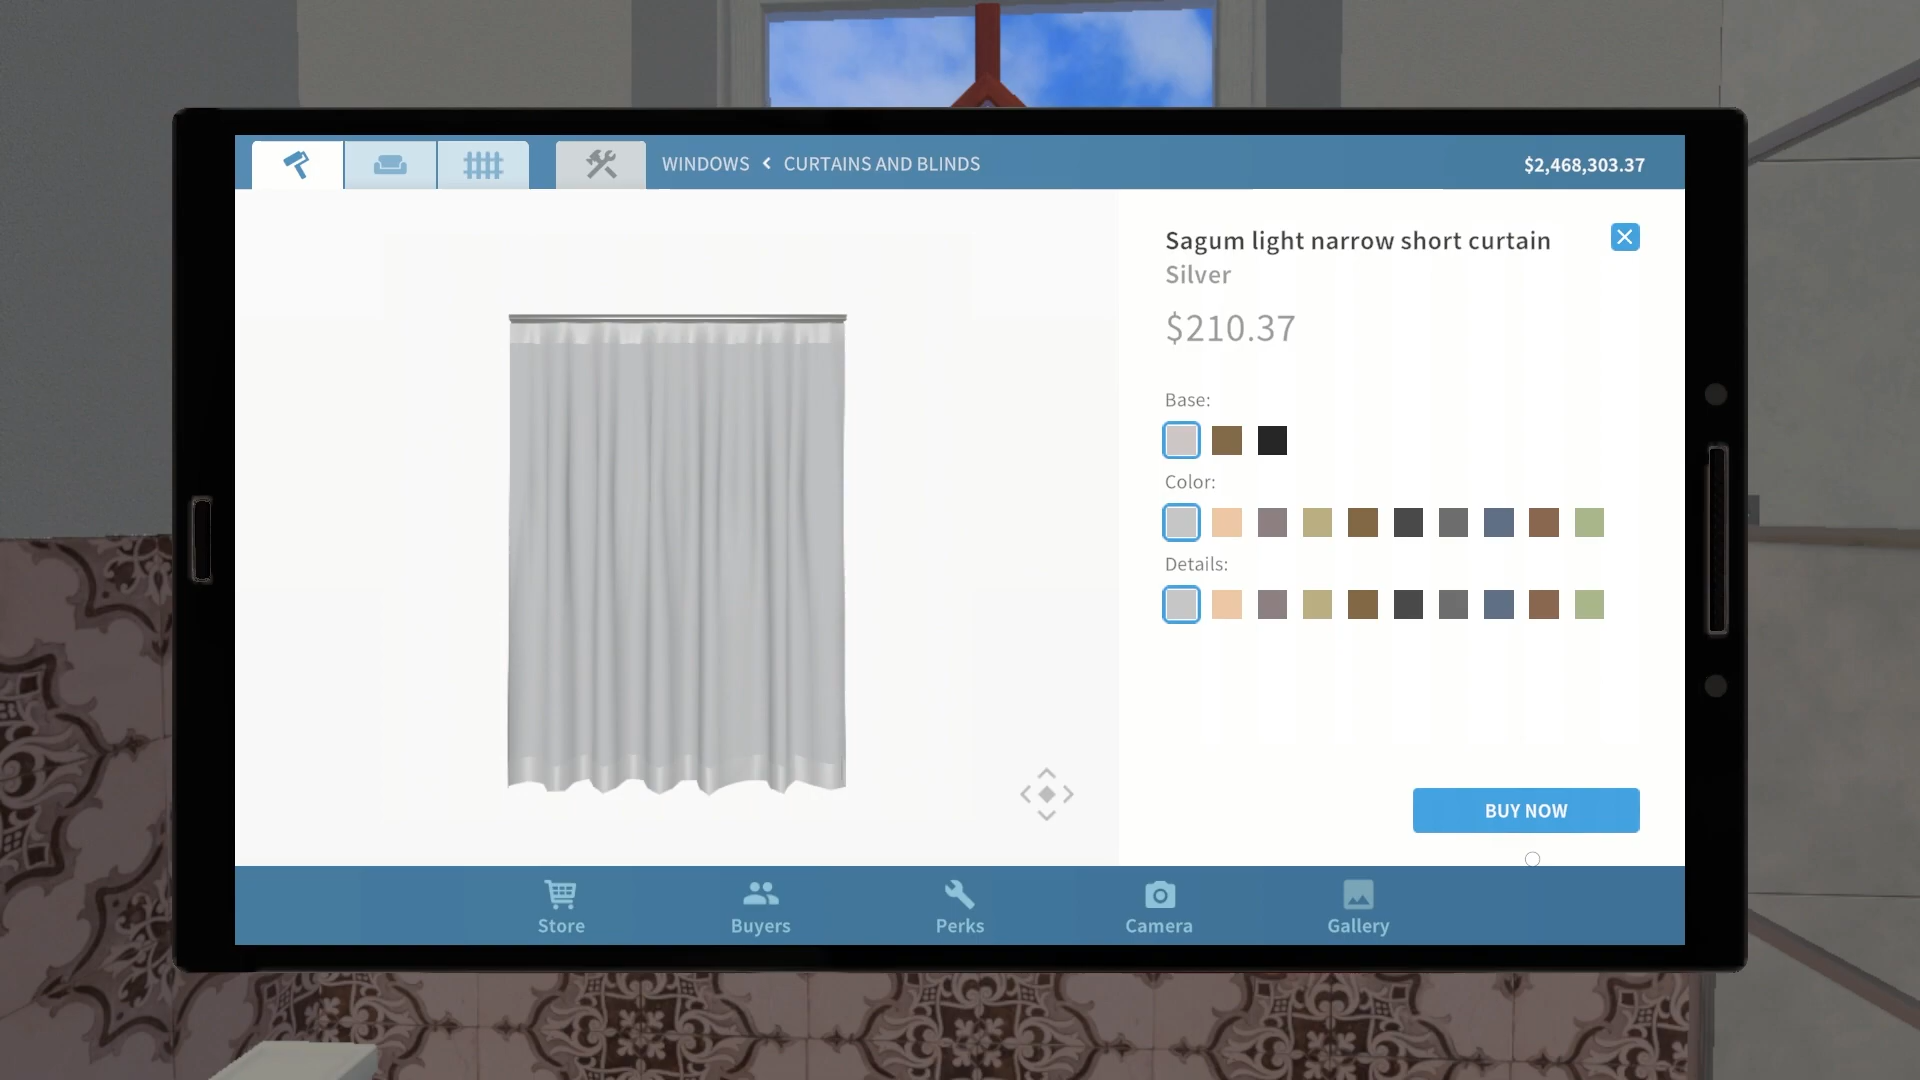 WINDOWS < CURTAINS AND BLINDS
$2,468,303.37
Sagum light narrow short curtain
Silver
$210.37
Base:
Color:
Details:
BUY NOW
Store
Buyers
Perks
Camera
Gallery